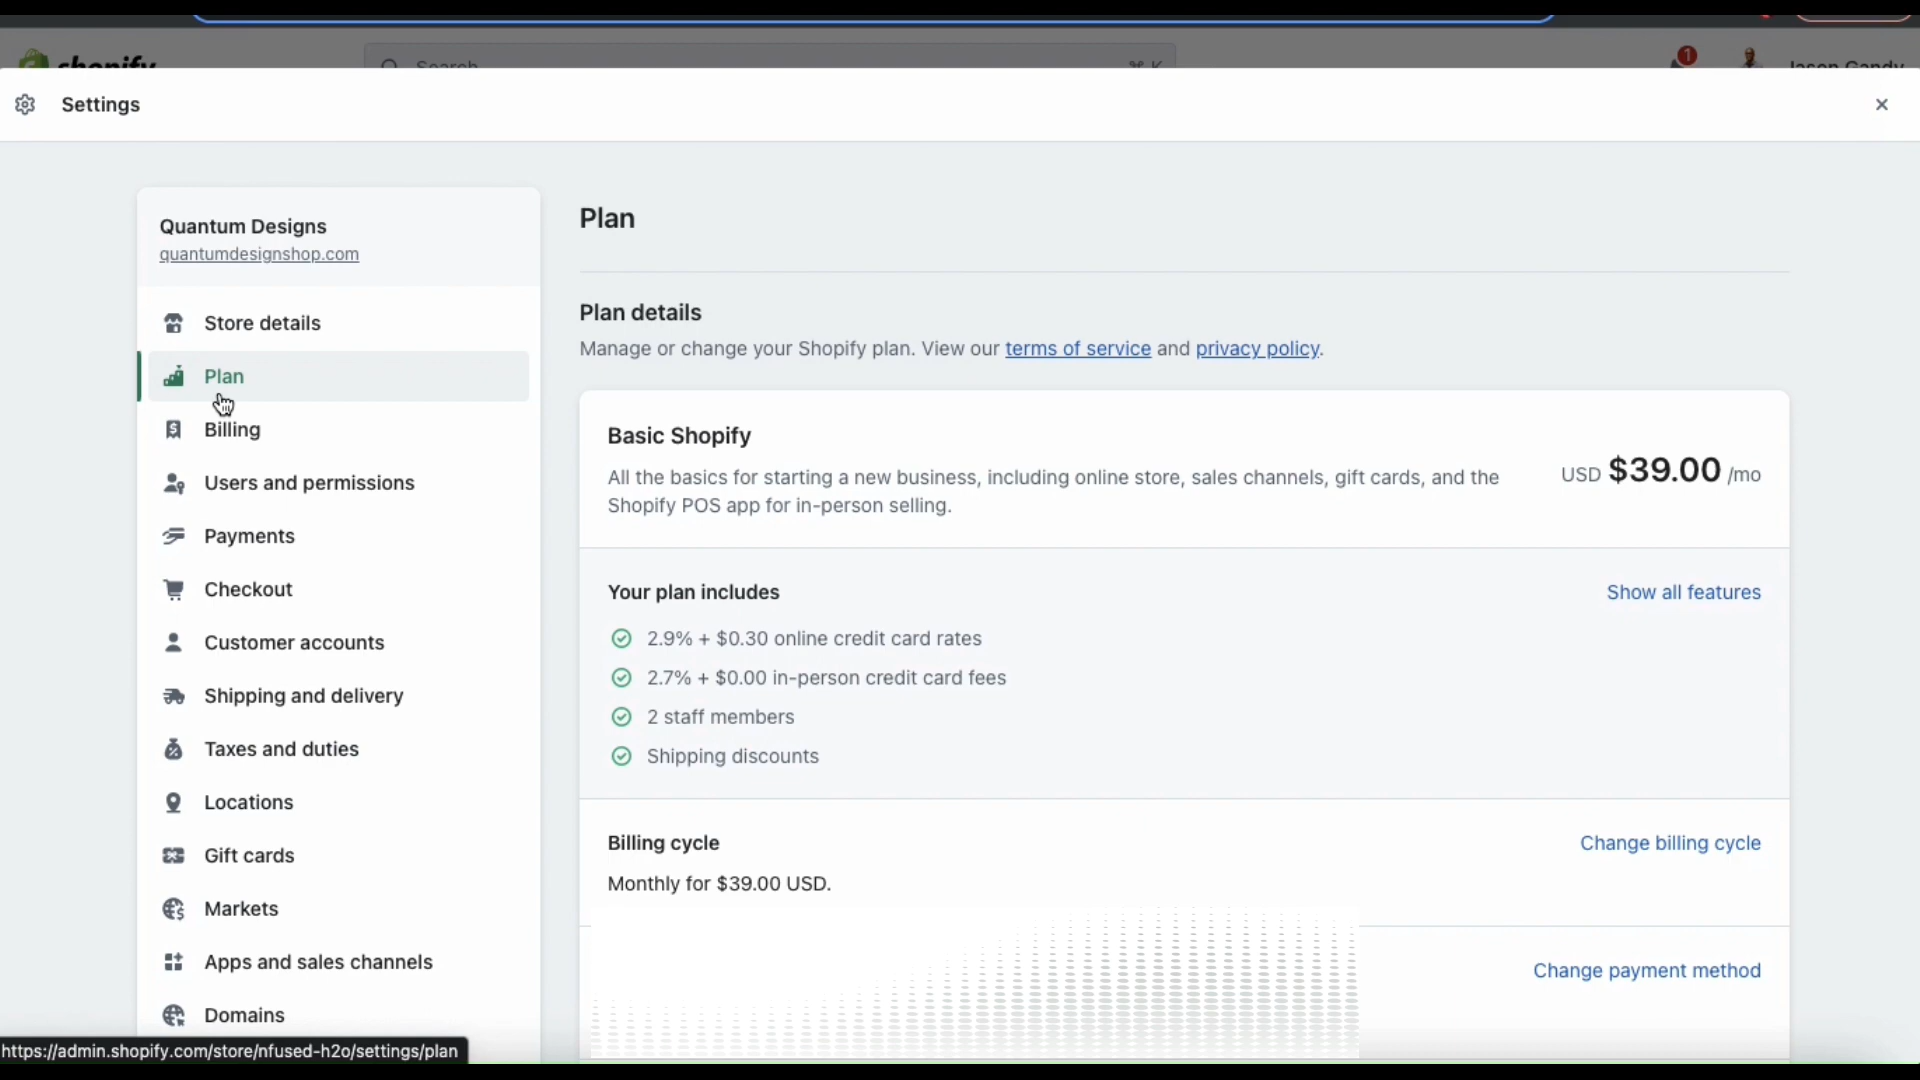 shopify
Search
⌘ K
1
Jason Gandy
Settings
Quantum Designs
quantumdesignshop.com
Store details
Plan
Billing
Users and permissions
Payments
Checkout
Customer accounts
Shipping and delivery
Taxes and duties
Locations
Gift cards
Markets
Apps and sales channels
Domains
https://admin.shopify.com/store/nfused-h2o/settings/plan
Plan
Plan details
Manage or change your Shopify plan. View our terms of service and privacy policy.
Basic Shopify
All the basics for starting a new business, including online store, sales channels, gift cards, and the
Shopify POS app for in-person selling.
USD $39.00 /mo
Your plan includes
Show all features
2.9% + $0.30 online credit card rates
2.7% + $0.00 in-person credit card fees
2 staff members
Shipping discounts
Billing cycle
Change billing cycle
Monthly for $39.00 USD.
Change payment method